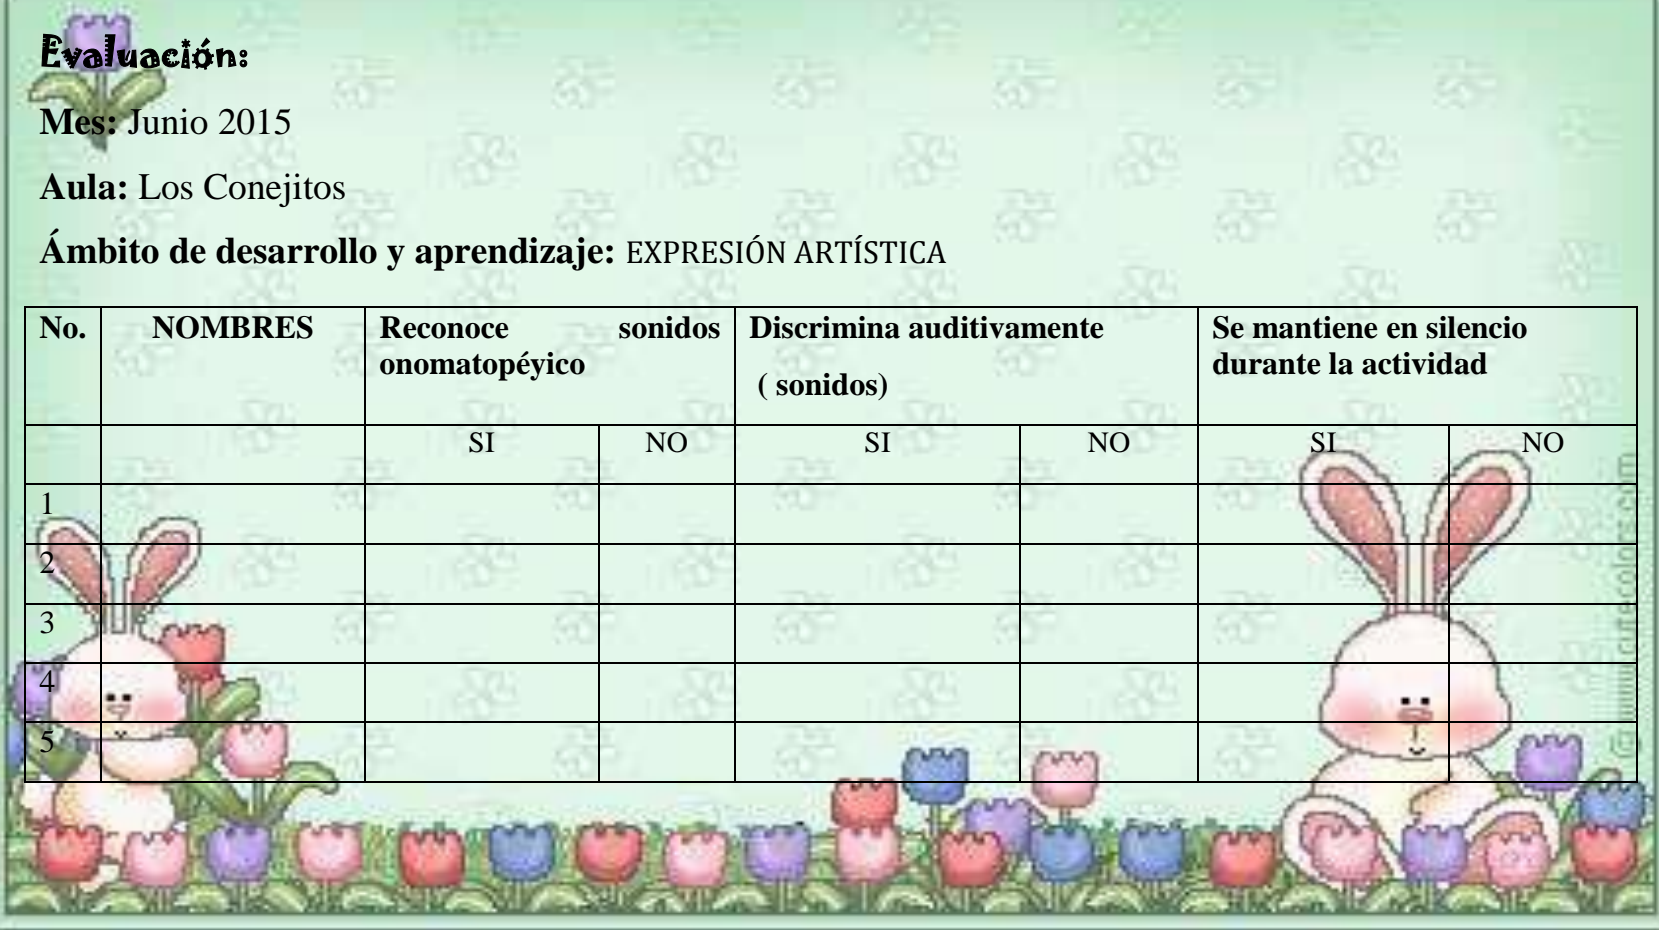 Evaluación:
Mes: Junio 2015
Aula: Los Conejitos
Ámbito de desarrollo y aprendizaje: EXPRESIÓN ARTÍSTICA
No. NOMBRES Reconoce sonidos onomatopéyico Discrimina auditivamente ( sonidos) Se mantiene en silencio durante la actividad
SI NO SI NO SI NO
1
2
3
4
5